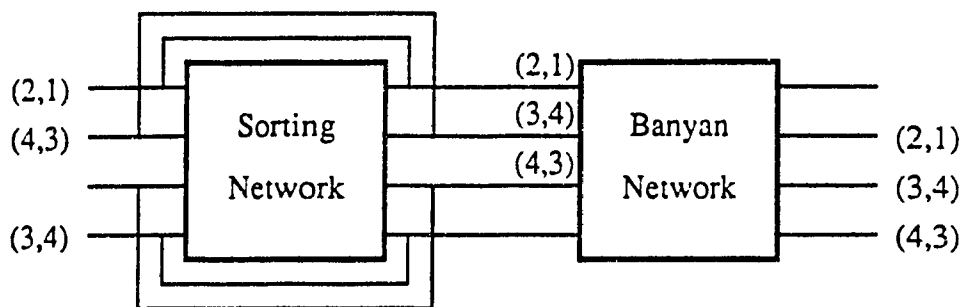 (2,1)
(4,3)
(3,4)
Sorting
Network
(2,1)
(3,4)
(4,3)
Banyan
Network
(2,1)
(3,4)
(4,3)